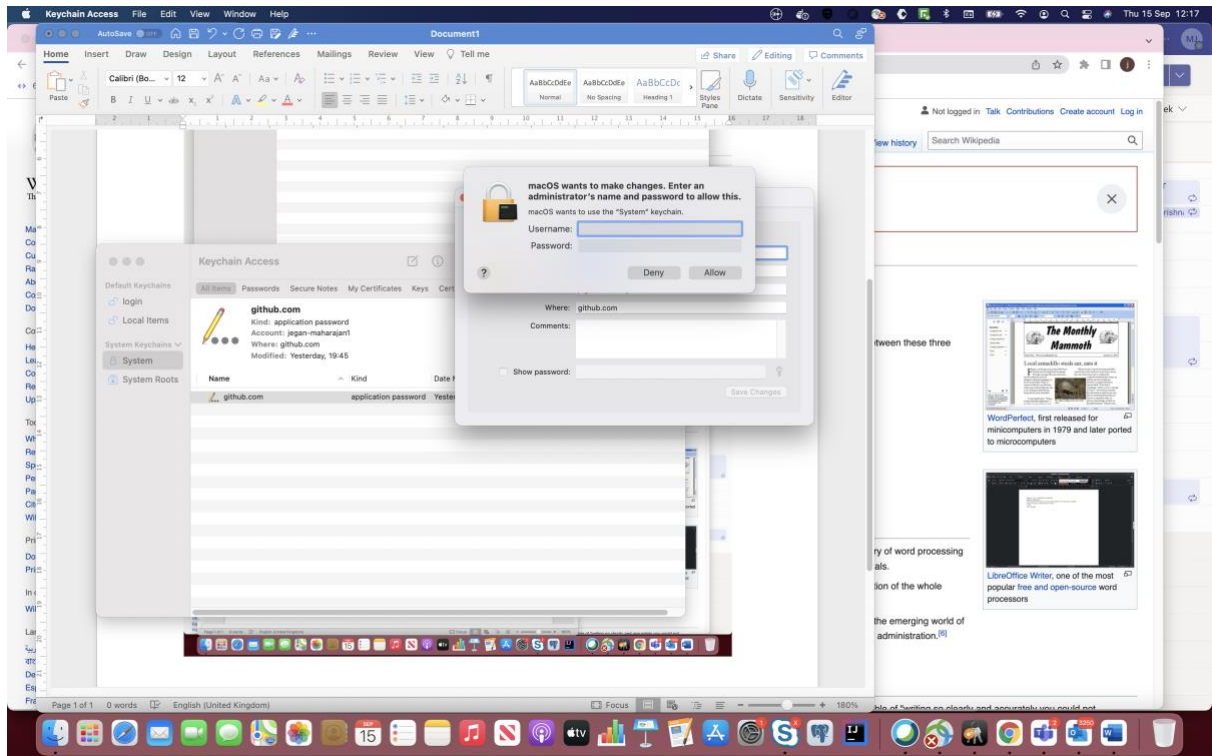 Keychain Access File Edit View Window Help
Thu 15 Sep 12:17
AutoSave
Document1
Home Insert Draw Design Layout References Mailings Review View Tell me
Share Editing Comments
Paste
Calibri (Bo... 12
AaBbCcDdEe AaBbCcDdEe AaBbCcDc
Normal No Spacing Heading 1
Styles Pane
Dictate Sensitivity Editor
Not logged in Talk Contributions Create account Log in
View history Search Wikipedia
macOS wants to make changes. Enter an
administrator's name and password to allow this.
macOS wants to use the "System" keychain.
Username:
Password:
? Deny Allow
Where: github.com
Comments:
Show password:
Save Changes
Keychain Access
Default Keychains
login
Local Items
System Keychains
System
System Roots
All Items Passwords Secure Notes My Certificates Keys Cert
github.com
Kind: application password
Account: jegan-maharajan1
Where: github.com
Modified: Yesterday, 19:45
Name Kind Date
github.com application password Yester
etween these three
The Monthly
Mammoth
WordPerfect, first released for
minicomputers in 1979 and later ported
to microcomputers
ry of word processing
als.
tion of the whole
LibreOffice Writer, one of the most
popular free and open-source word
processors
the emerging world of
administration.[6]
Page 1 of 1 0 words English (United Kingdom)
Focus 180%
SEP
15
tv
5250